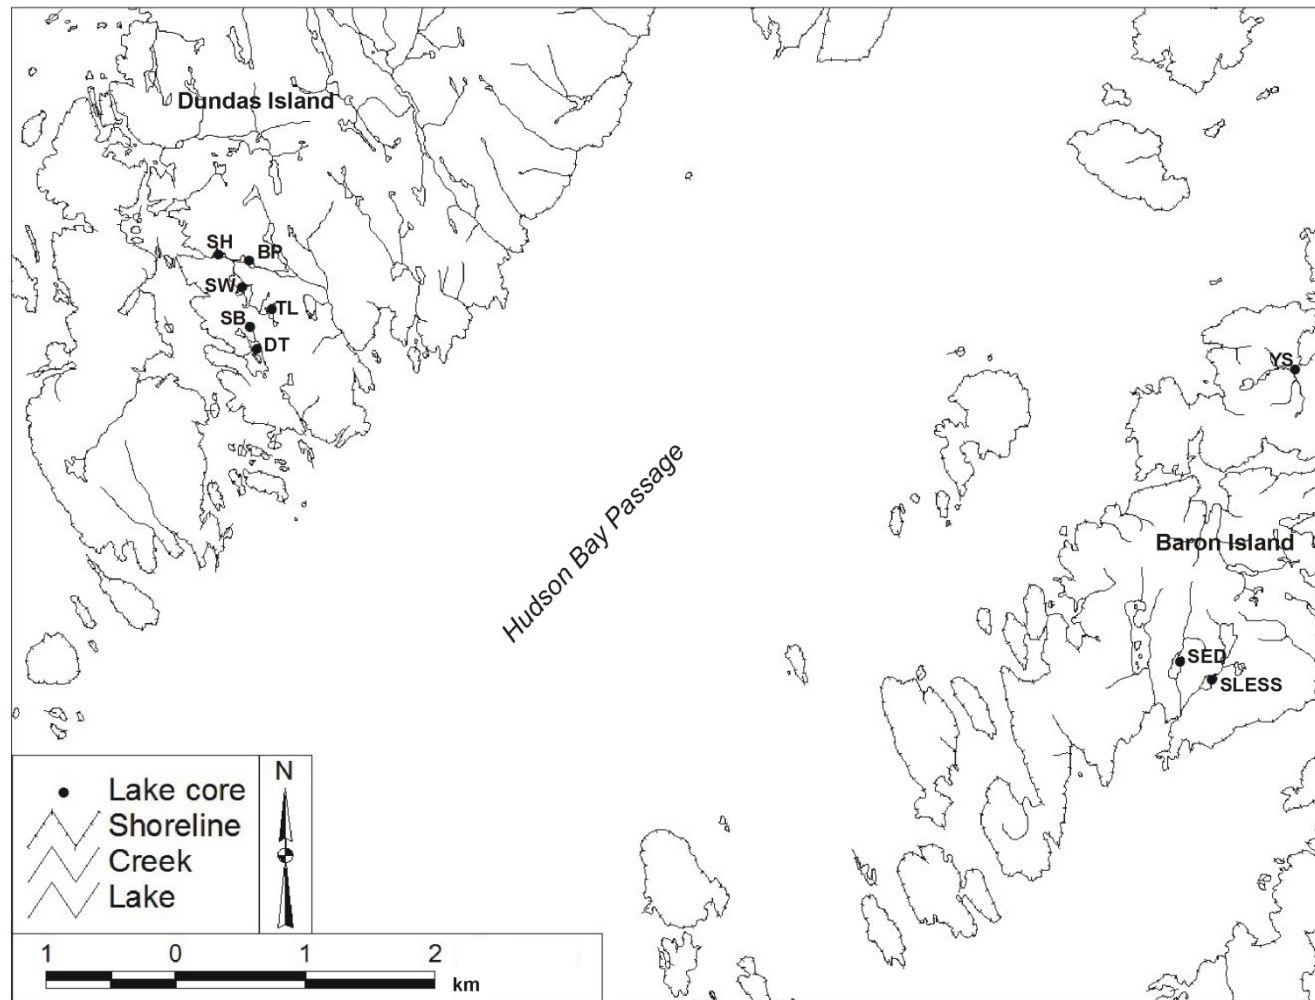 Dundas Island
SH
BP
SW
TL
SB
DT
YS
Hudson Bay Passage
Baron Island
SED
SLESS
N
Lake core
Shoreline
Creek
Lake
1 0 1 2
km